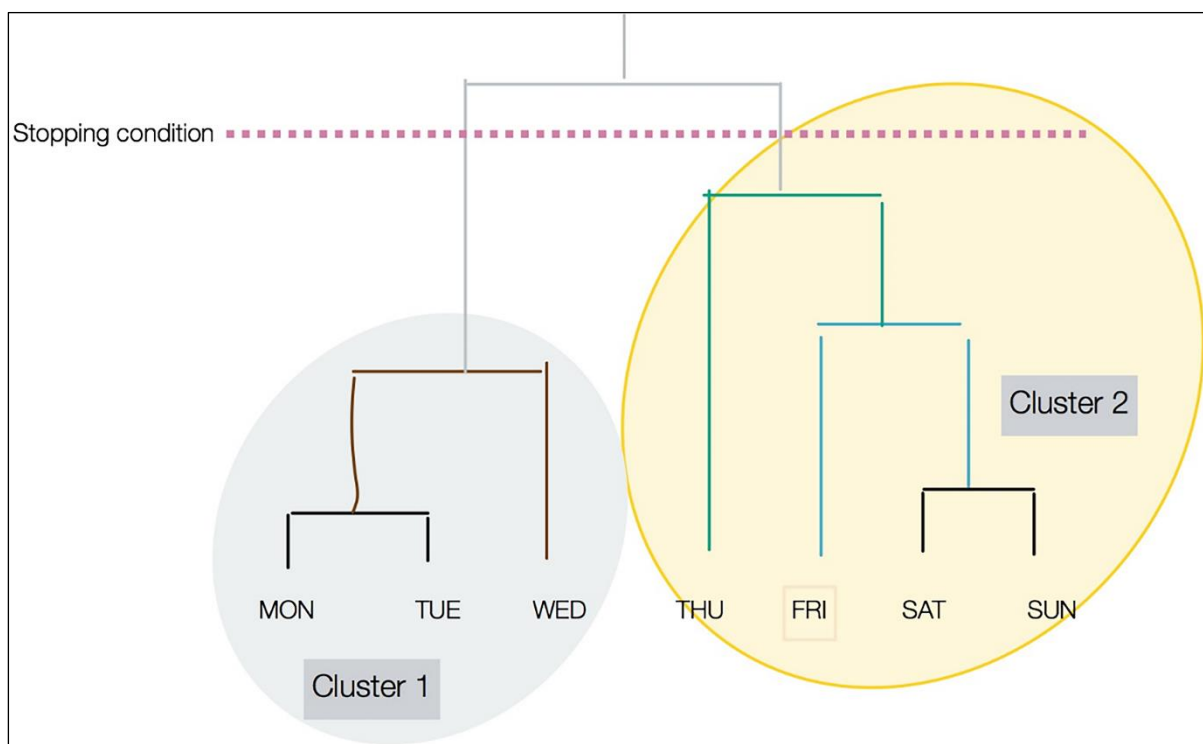 Stopping condition
Cluster 2
MON TUE WED THU FRI SAT SUN
Cluster 1